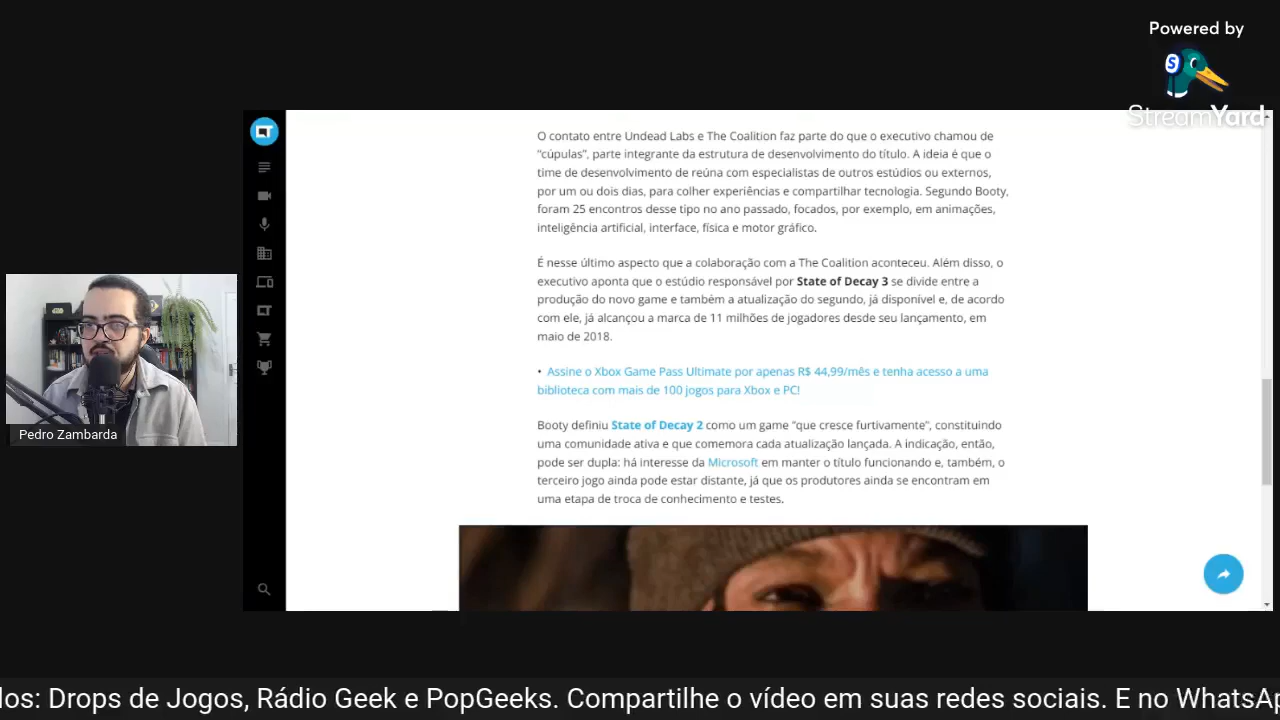 Powered by
StreamYard
O contato entre Undead Labs e The Coalition faz parte do que o executivo chamou de
“cúpulas”, parte integrante da estrutura de desenvolvimento do título. A ideia é que o
time de desenvolvimento de reúna com especialistas de outros estúdios ou externos,
por um ou dois dias, para colher experiências e compartilhar tecnologia. Segundo Booty,
foram 25 encontros desse tipo no ano passado, focados, por exemplo, em animações,
inteligência artificial, interface, física e motor gráfico.
É nesse último aspecto que a colaboração com a The Coalition aconteceu. Além disso, o
executivo aponta que o estúdio responsável por State of Decay 3 se divide entre a
produção do novo game e também a atualização do segundo, já disponível e, de acordo
com ele, já alcançou a marca de 11 milhões de jogadores desde seu lançamento, em
maio de 2018.
• Assine o Xbox Game Pass Ultimate por apenas R$ 44,99/mês e tenha acesso a uma
biblioteca com mais de 100 jogos para Xbox e PC!
Booty definiu State of Decay 2 como um game “que cresce furtivamente”, constituindo
uma comunidade ativa e que comemora cada atualização lançada. A indicação, então,
pode ser dupla: há interesse da Microsoft em manter o título funcionando e, também, o
terceiro jogo ainda pode estar distante, já que os produtores ainda se encontram em
uma etapa de troca de conhecimento e testes.
Pedro Zambarda
los: Drops de Jogos, Rádio Geek e PopGeeks. Compartilhe o vídeo em suas redes sociais. E no WhatsAp